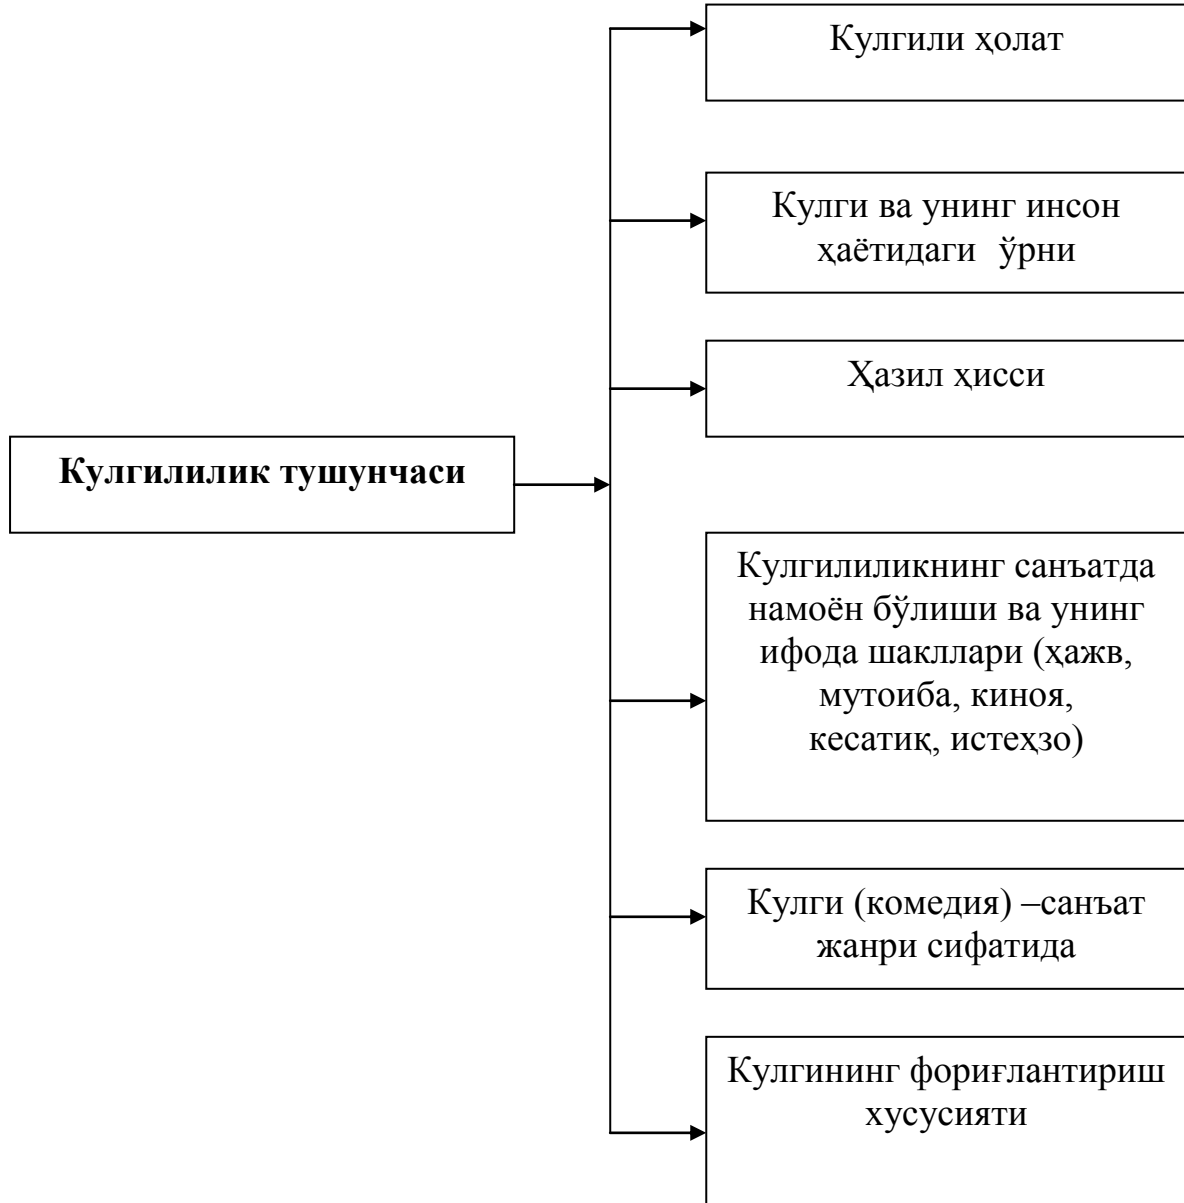 Кулгили ҳолат
Кулги ва унинг инсон
ҳаётидаги ўрни
Ҳазил ҳисси
Кулгилилик тушунчаси
Кулгилиликнинг санъатда
намоён бўлиши ва унинг
ифода шакллари (ҳажв,
мутоиба, киноя,
кесатиқ, истеҳзо)
Кулги (комедия) –санъат
жанри сифатида
Кулгининг фориғлантириш
хусусияти